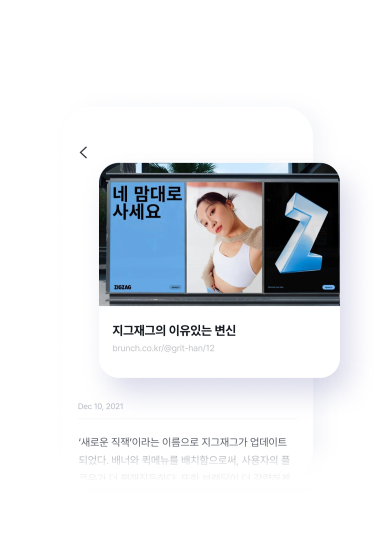 네 맘대로
사세요
지그재그의 이유있는 변신
brunch.co.kr/@grit-han/12
Dec 10, 2021
‘새로운 직잭’이라는 이름으로 지그재그가 업데이트
되었다. 배너와 퀵메뉴를 배치함으로써, 사용자의 플